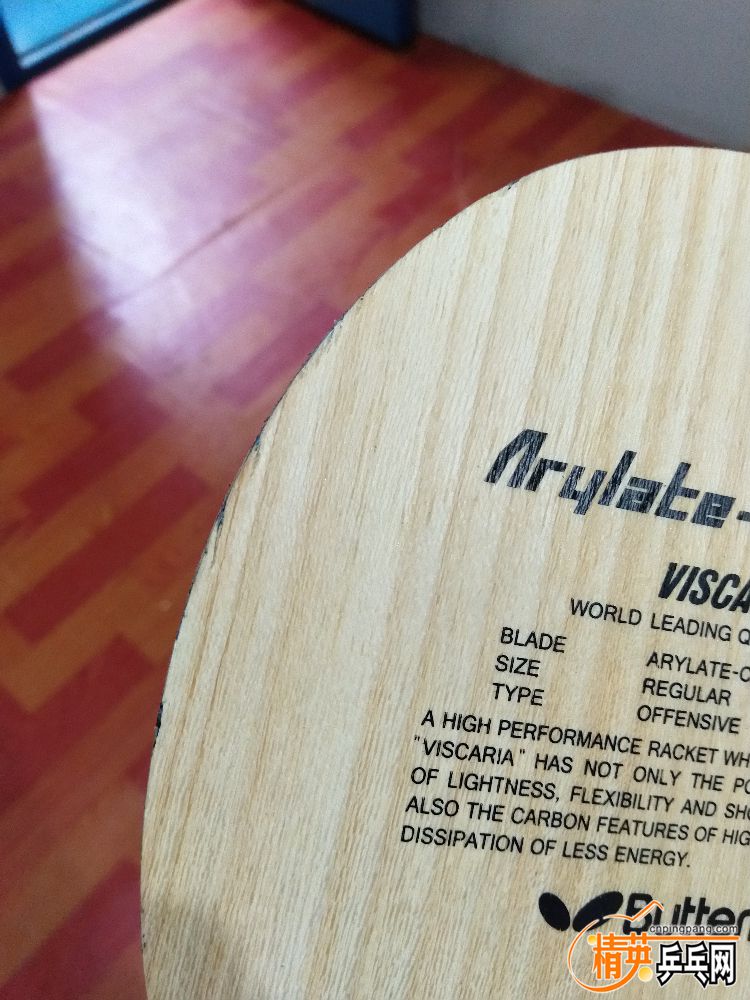 Arylate-
VISCA
WORLD LEADING Q
BLADE ARYLATE-C
SIZE REGULAR
TYPE OFFENSIVE
A HIGH PERFORMANCE RACKET WH
"VISCARIA" HAS NOT ONLY THE PO
OF LIGHTNESS, FLEXIBILITY AND SHO
ALSO THE CARBON FEATURES OF HIG
DISSIPATION OF LESS ENERGY.
Butterf
cnpingpang.com
精英乒乓网